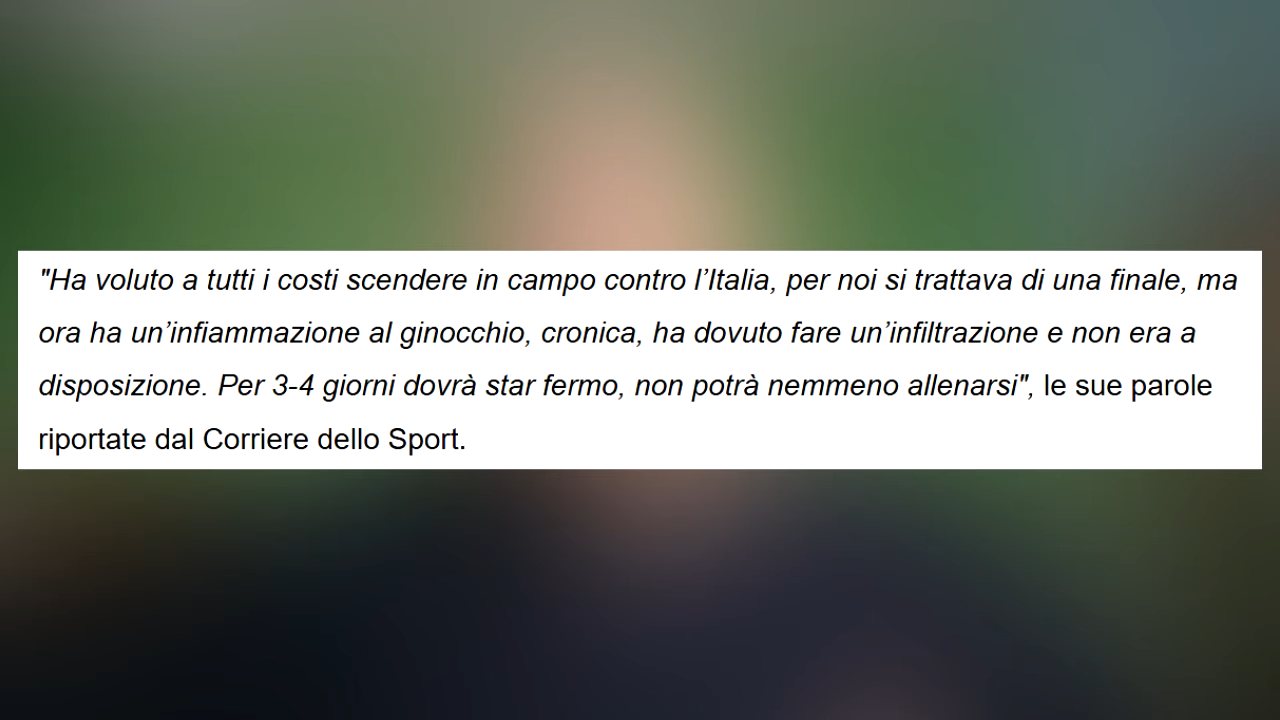 "Ha voluto a tutti i costi scendere in campo contro l’Italia, per noi si trattava di una finale, ma
ora ha un’infiammazione al ginocchio, cronica, ha dovuto fare un’infiltrazione e non era a
disposizione. Per 3-4 giorni dovrà star fermo, non potrà nemmeno allenarsi", le sue parole
riportate dal Corriere dello Sport.